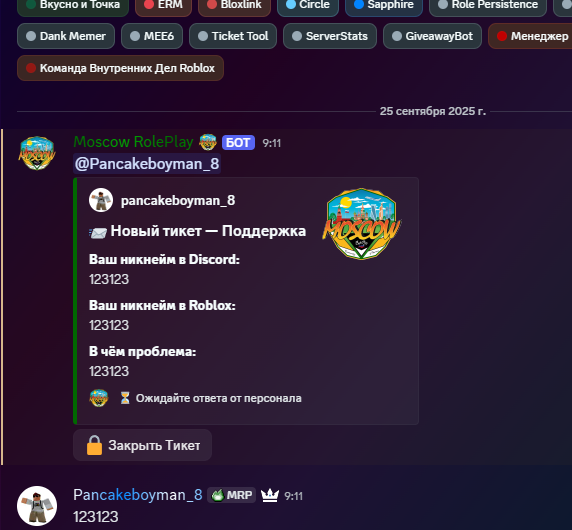 Вкусно и Точка ERM Bloxlink Circle Sapphire Role Persistence
Dank Memer MEE6 Ticket Tool ServerStats GiveawayBot Менеджер
Команда Внутренних Дел Roblox
25 сентября 2025 г.
Moscow RolePlay БОТ 9:11
@Pancakeboyman_8
pancakeboyman_8
MOSCOW
Новый тикет — Поддержка
Ваш никнейм в Discord:
123123
Ваш никнейм в Roblox:
123123
В чём проблема:
123123
Ожидайте ответа от персонала
Закрыть Тикет
Pancakeboyman_8 MRP 9:11
123123